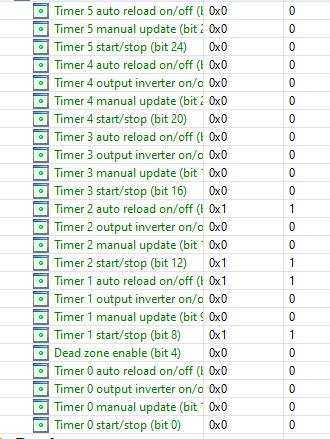 Timer 5 auto reload on/off (b 0x0 0
Timer 5 manual update (bit 2 0x0 0
Timer 5 start/stop (bit 24) 0x0 0
Timer 4 auto reload on/off (b 0x0 0
Timer 4 output inverter on/o 0x0 0
Timer 4 manual update (bit 2 0x0 0
Timer 4 start/stop (bit 20) 0x0 0
Timer 3 auto reload on/off (b 0x0 0
Timer 3 output inverter on/o 0x0 0
Timer 3 manual update (bit 1 0x0 0
Timer 3 start/stop (bit 16) 0x0 0
Timer 2 auto reload on/off (b 0x1 1
Timer 2 output inverter on/o 0x0 0
Timer 2 manual update (bit 1 0x0 0
Timer 2 start/stop (bit 12) 0x1 1
Timer 1 auto reload on/off (b 0x1 1
Timer 1 output inverter on/o 0x0 0
Timer 1 manual update (bit 9 0x0 0
Timer 1 start/stop (bit 8) 0x1 1
Dead zone enable (bit 4) 0x0 0
Timer 0 auto reload on/off (b 0x0 0
Timer 0 output inverter on/o 0x0 0
Timer 0 manual update (bit 1 0x0 0
Timer 0 start/stop (bit 0) 0x0 0